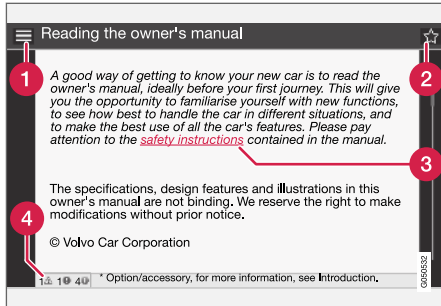 Reading the owner's manual
1
2
A good way of getting to know your new car is to read the
owner's manual, ideally before your first journey. This will give
you the opportunity to familiarise yourself with new functions,
to see how best to handle the car in different situations, and
to make the best use of all the car's features. Please pay
attention to the safety instructions contained in the manual.
3
The specifications, design features and illustrations in this
owner's manual are not binding. We reserve the right to make
modifications without prior notice.
4
© Volvo Car Corporation
1 1 4 * Option/accessory, for more information, see Introduction.
G050532